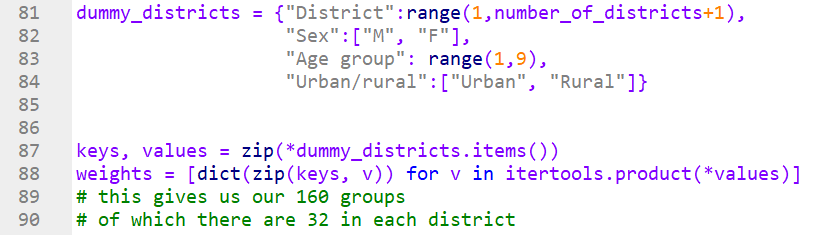 81 dummy_districts = {"District":range(1,number_of_districts+1),
82 "Sex":["M", "F"],
83 "Age group": range(1,9),
84 "Urban/rural":["Urban", "Rural"]}
85
86
87 keys, values = zip(*dummy_districts.items())
88 weights = [dict(zip(keys, v)) for v in itertools.product(*values)]
89 # this gives us our 160 groups
90 # of which there are 32 in each district